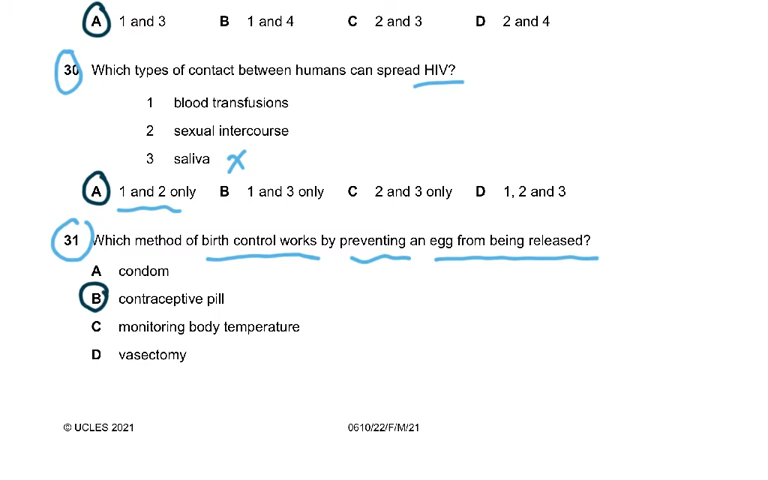 A 1 and 3 B 1 and 4 C 2 and 3 D 2 and 4
30 Which types of contact between humans can spread HIV?
1 blood transfusions
2 sexual intercourse
3 saliva x
A 1 and 2 only B 1 and 3 only C 2 and 3 only D 1, 2 and 3
31 Which method of birth control works by preventing an egg from being released?
A condom
B contraceptive pill
C monitoring body temperature
D vasectomy
© UCLES 2021 0610/22/F/M/21